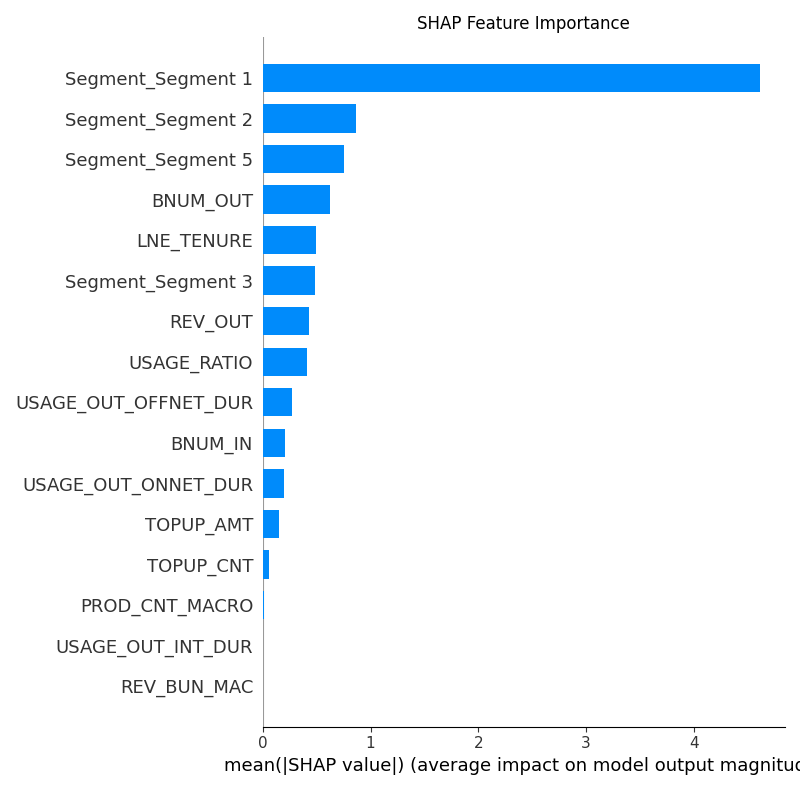 SHAP Feature Importance
Segment_Segment 1
Segment_Segment 2
Segment_Segment 5
BNUM_OUT
LNE_TENURE
Segment_Segment 3
REV_OUT
USAGE_RATIO
USAGE_OUT_OFFNET_DUR
BNUM_IN
USAGE_OUT_ONNET_DUR
TOPUP_AMT
TOPUP_CNT
PROD_CNT_MACRO
USAGE_OUT_INT_DUR
REV_BUN_MAC
0 1 2 3 4
mean(|SHAP value|) (average impact on model output magnitud